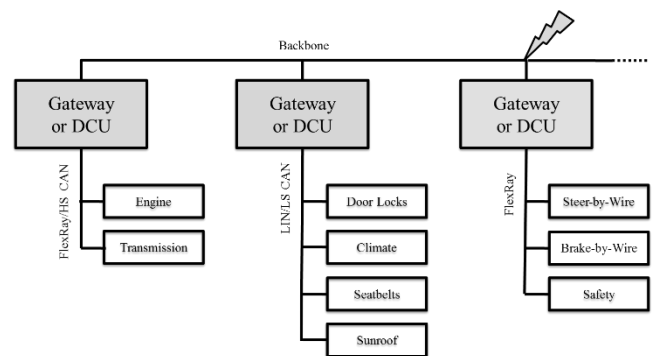 Backbone
Gateway
or DCU
Gateway
or DCU
Gateway
or DCU
FlexRay/HS CAN
Engine
Transmission
LIN/LS CAN
Door Locks
Climate
Seatbelts
Sunroof
FlexRay
Steer-by-Wire
Brake-by-Wire
Safety